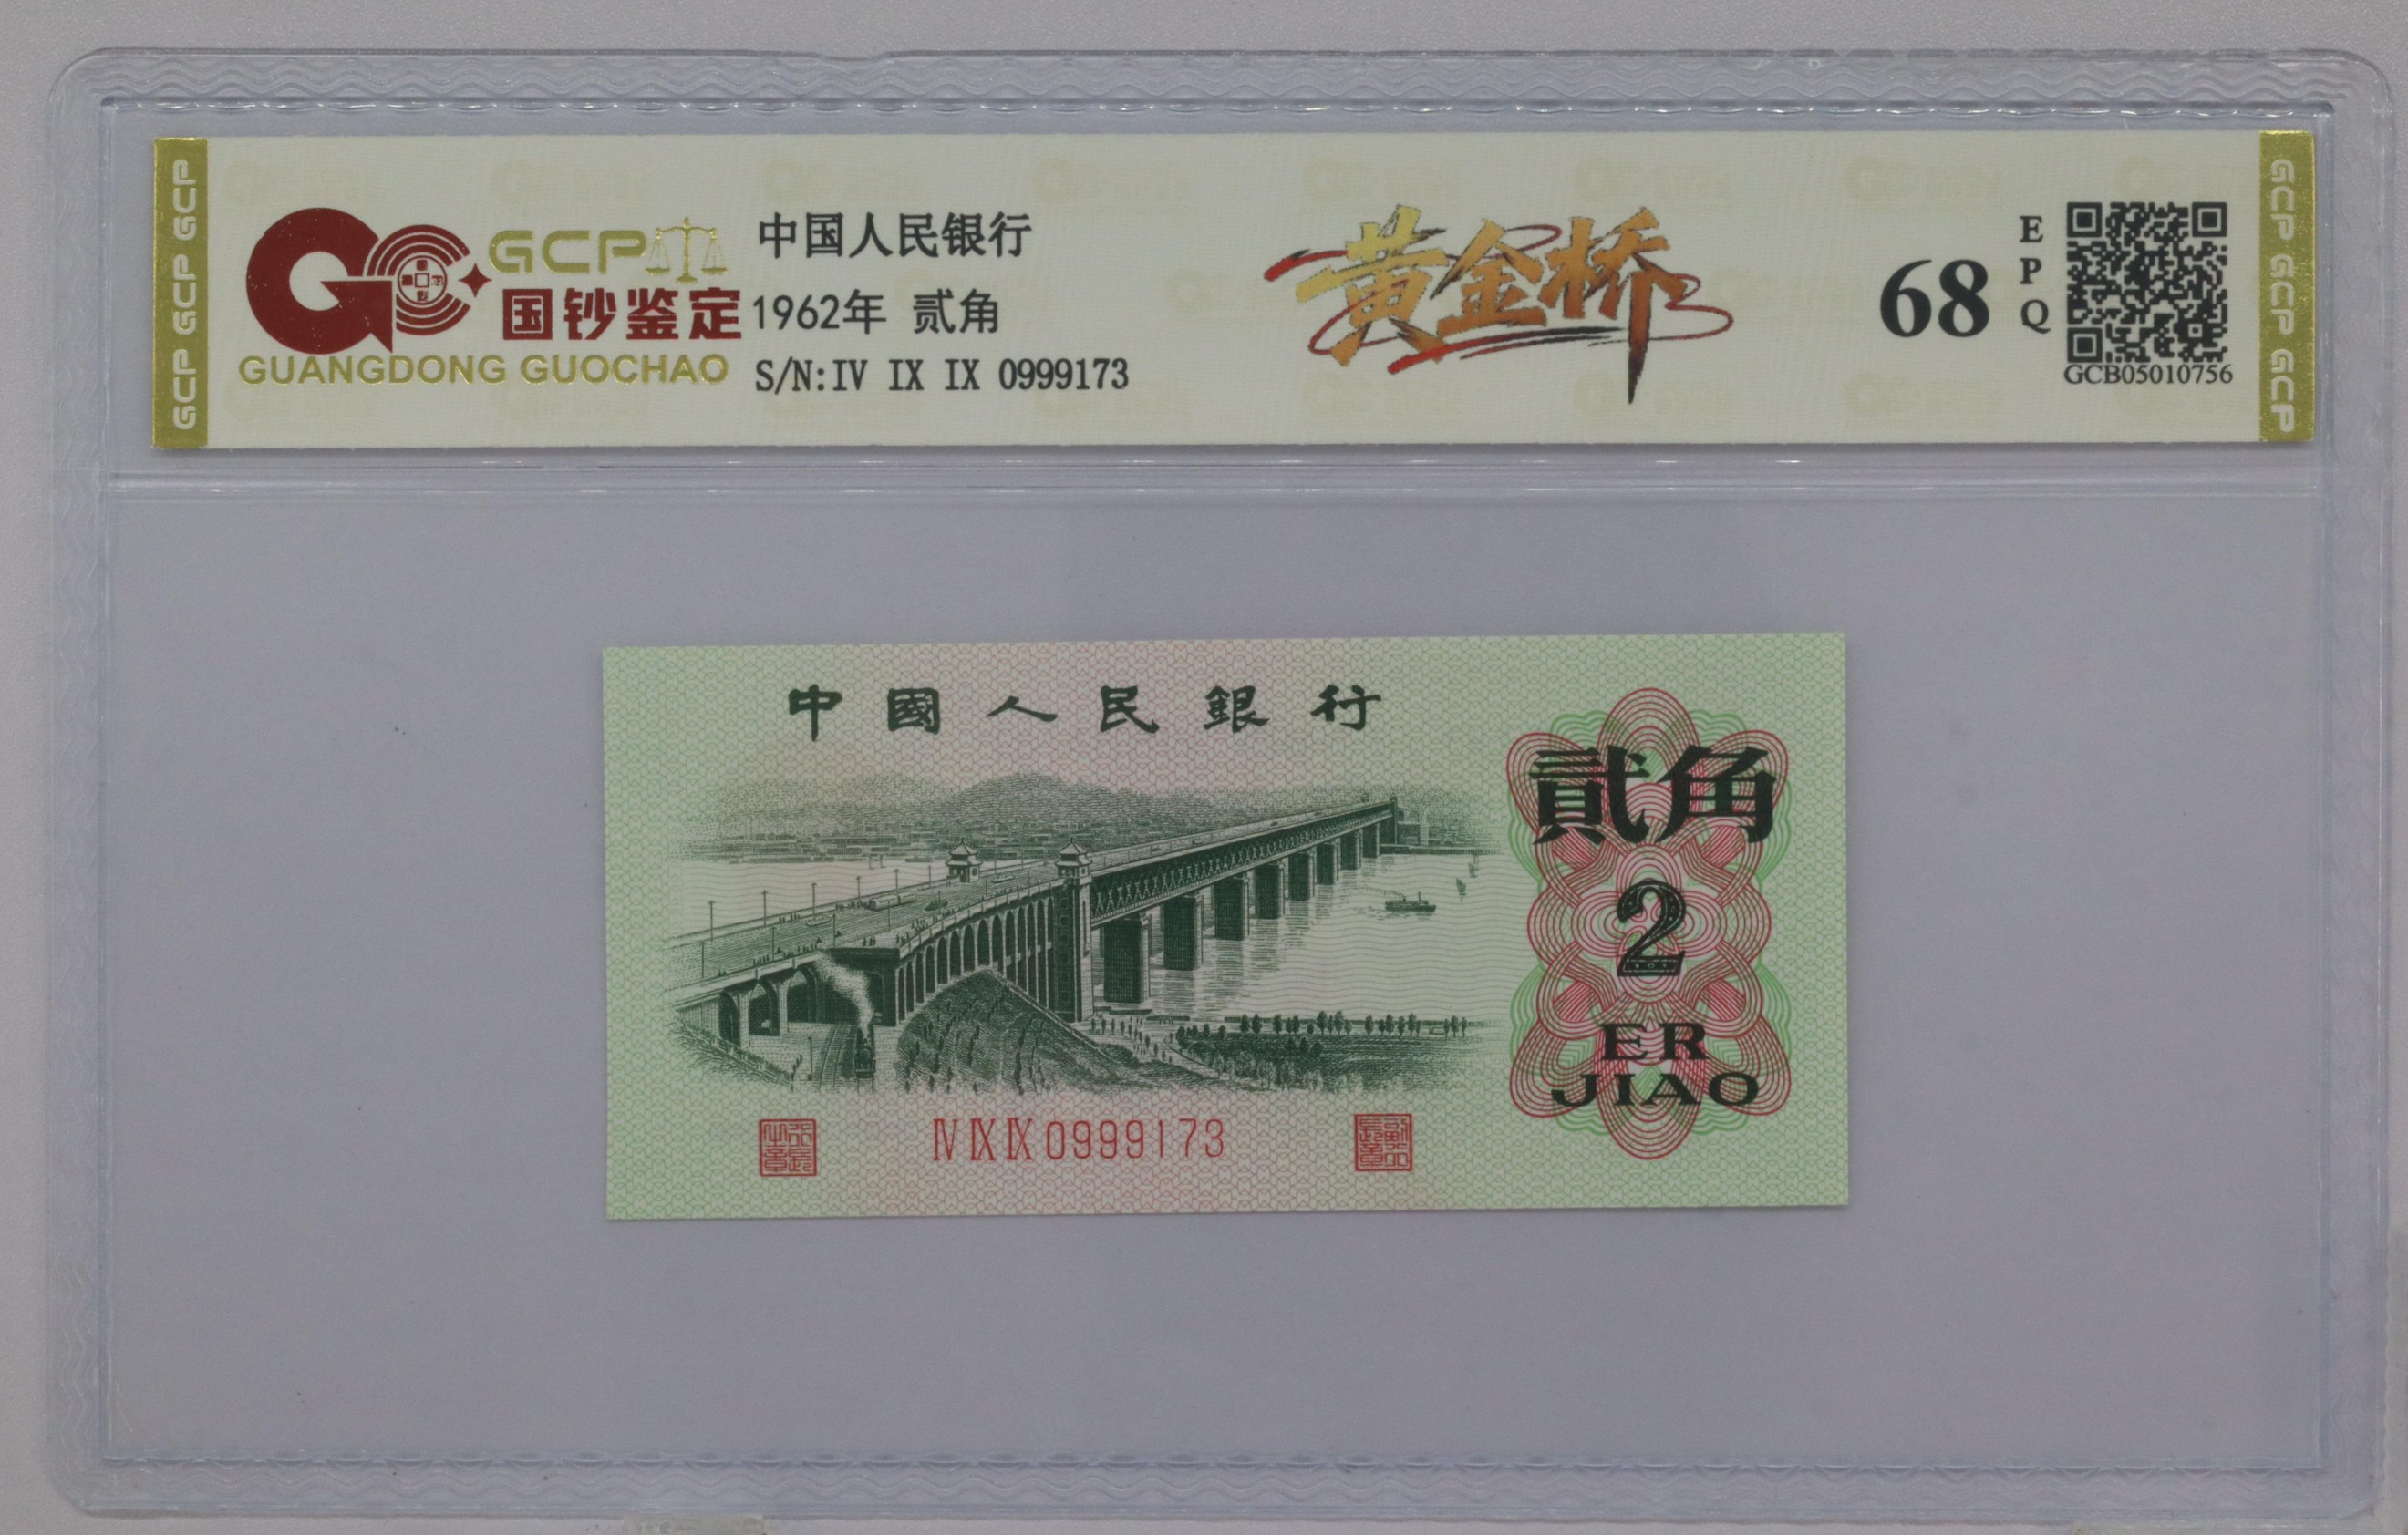 GCP GCP GCP
GCP
国钞鉴定
GUANGDONG GUOCHAO
中国人民银行
1962年 贰角
S/N:IV IX IX 0999173
黄金桥
68
EPQ
GCB05010756
GCP GCP GCP
中國人民銀行
貳角
2
ER
JIAO
IV IX IX 0999173